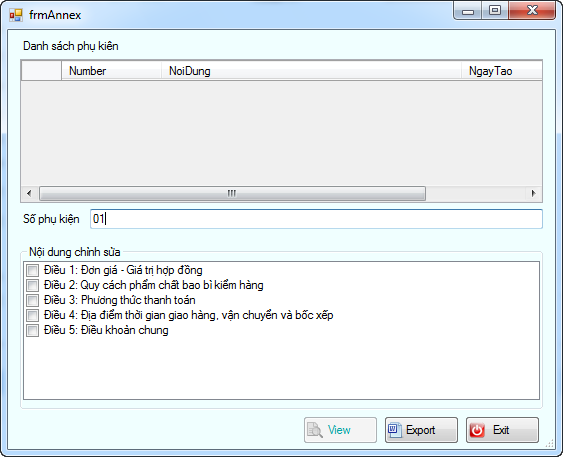 frmAnnex
Danh sách phụ kiên
Number NoiDung NgayTao
Số phụ kiện 01
Nội dung chỉnh sửa
Điều 1: Đơn giá - Giá trị hợp đồng
Điều 2: Quy cách phẩm chất bao bì kiểm hàng
Điều 3: Phương thức thanh toán
Điều 4: Địa điểm thời gian giao hàng, vận chuyển và bốc xếp
Điều 5: Điều khoản chung
View Export Exit